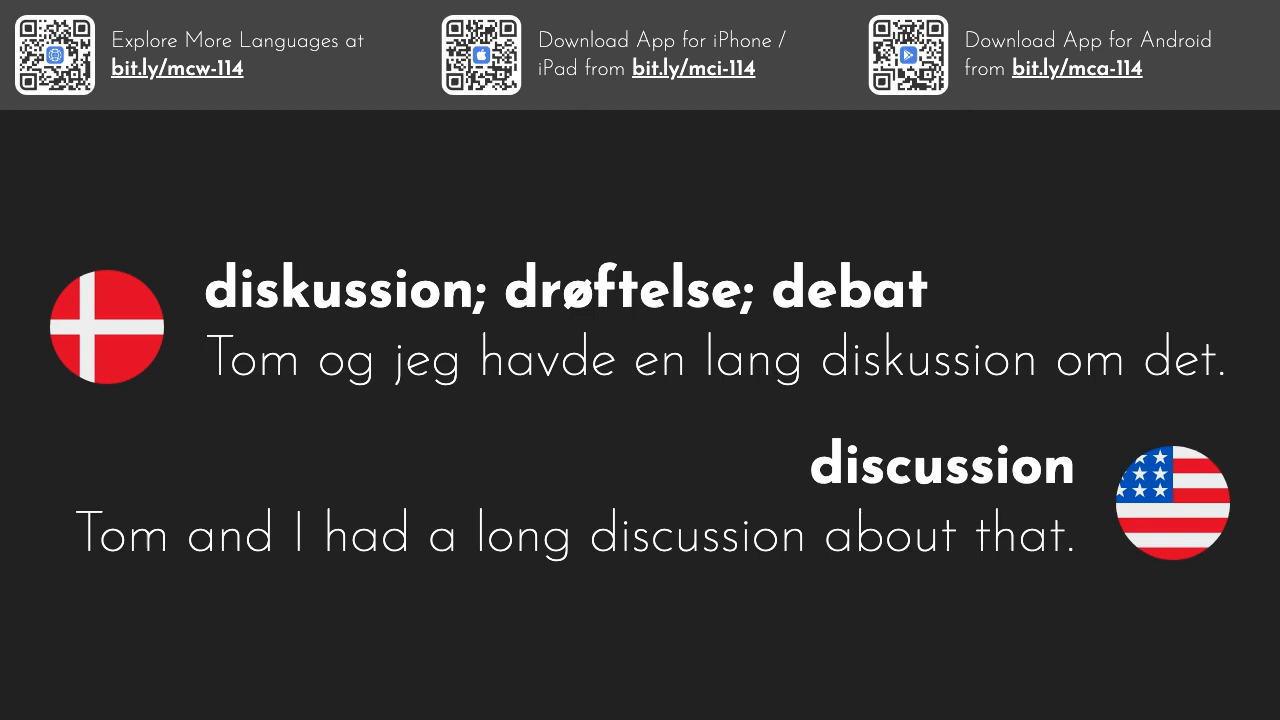 Explore More Languages at
bit.ly/mcw-114
Download App for iPhone /
iPad from bit.ly/mci-114
Download App for Android
from bit.ly/mca-114
diskussion; drøftelse; debat
Tom og jeg havde en lang diskussion om det.
discussion
Tom and I had a long discussion about that.